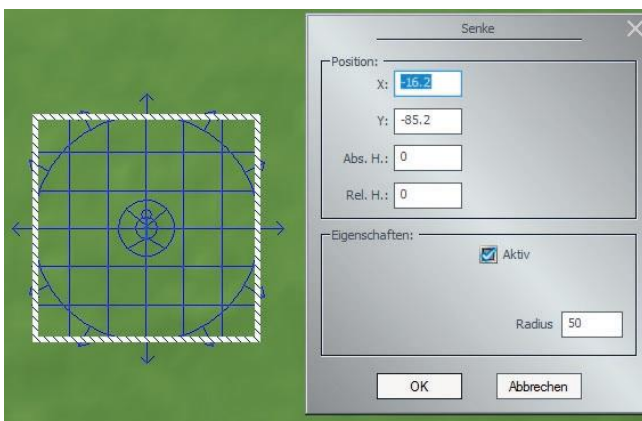 Senke
Position:
X: -16.2
Y: -85.2
Abs. H.: 0
Rel. H.: 0
Eigenschaften:
Aktiv
Radius 50
OK Abbrechen